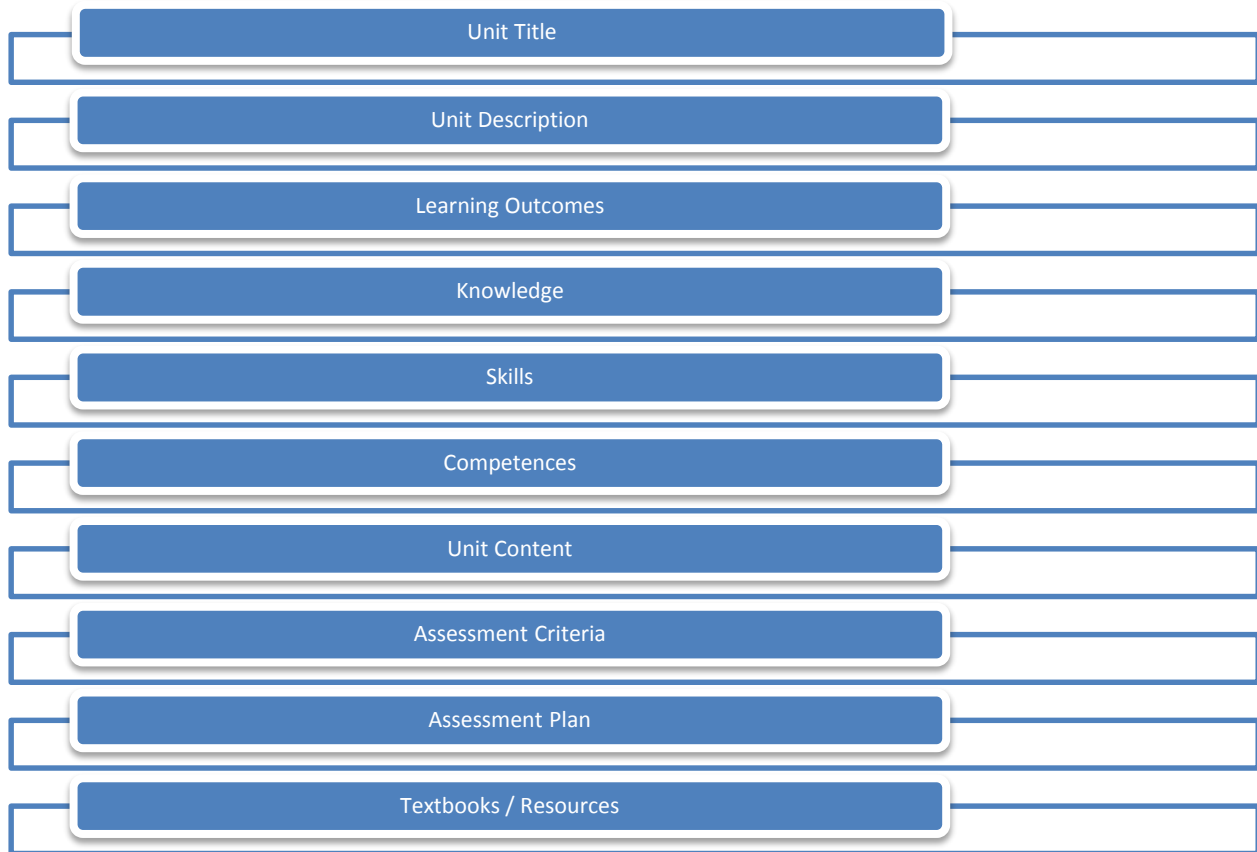 Unit Title
Unit Description
Learning Outcomes
Knowledge
Skills
Competences
Unit Content
Assessment Criteria
Assessment Plan
Textbooks / Resources